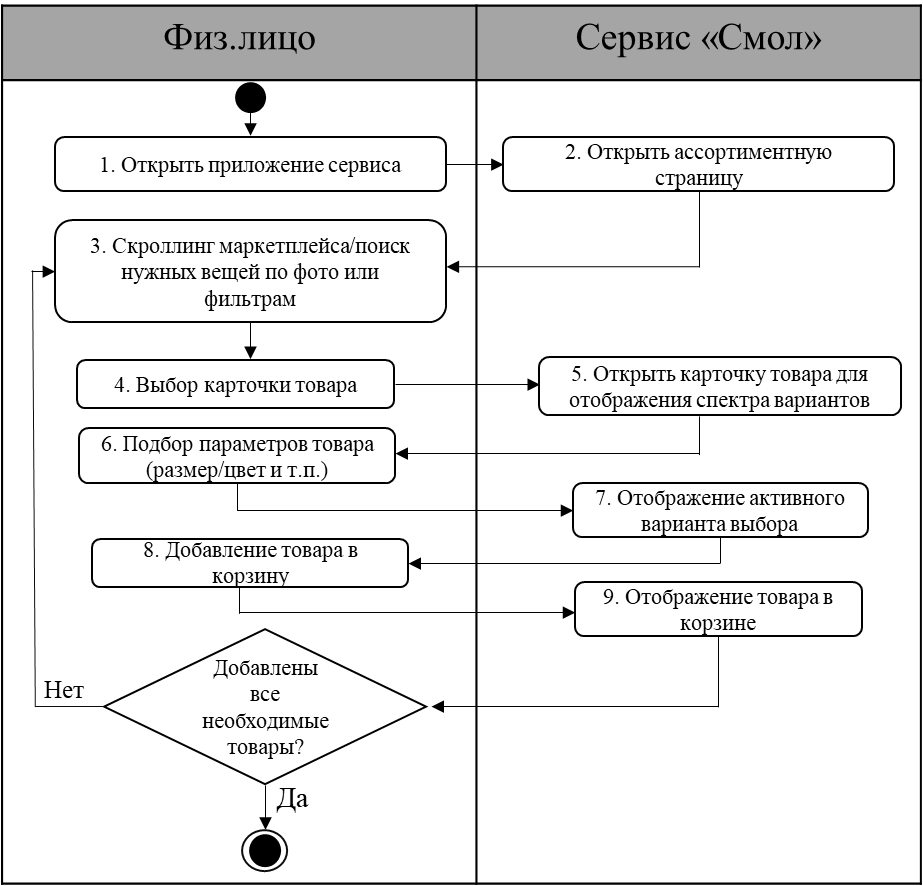 Физ.лицо
Сервис «Смол»
1. Открыть приложение сервиса
2. Открыть ассортиментную
страницу
3. Скроллинг маркетплейса/поиск
нужных вещей по фото или
фильтрам
4. Выбор карточки товара
5. Открыть карточку товара для
отображения спектра вариантов
6. Подбор параметров товара
(размер/цвет и т.п.)
7. Отображение активного
варианта выбора
8. Добавление товара в
корзину
9. Отображение товара в
корзине
Добавлены
все
необходимые
товары?
Нет
Да